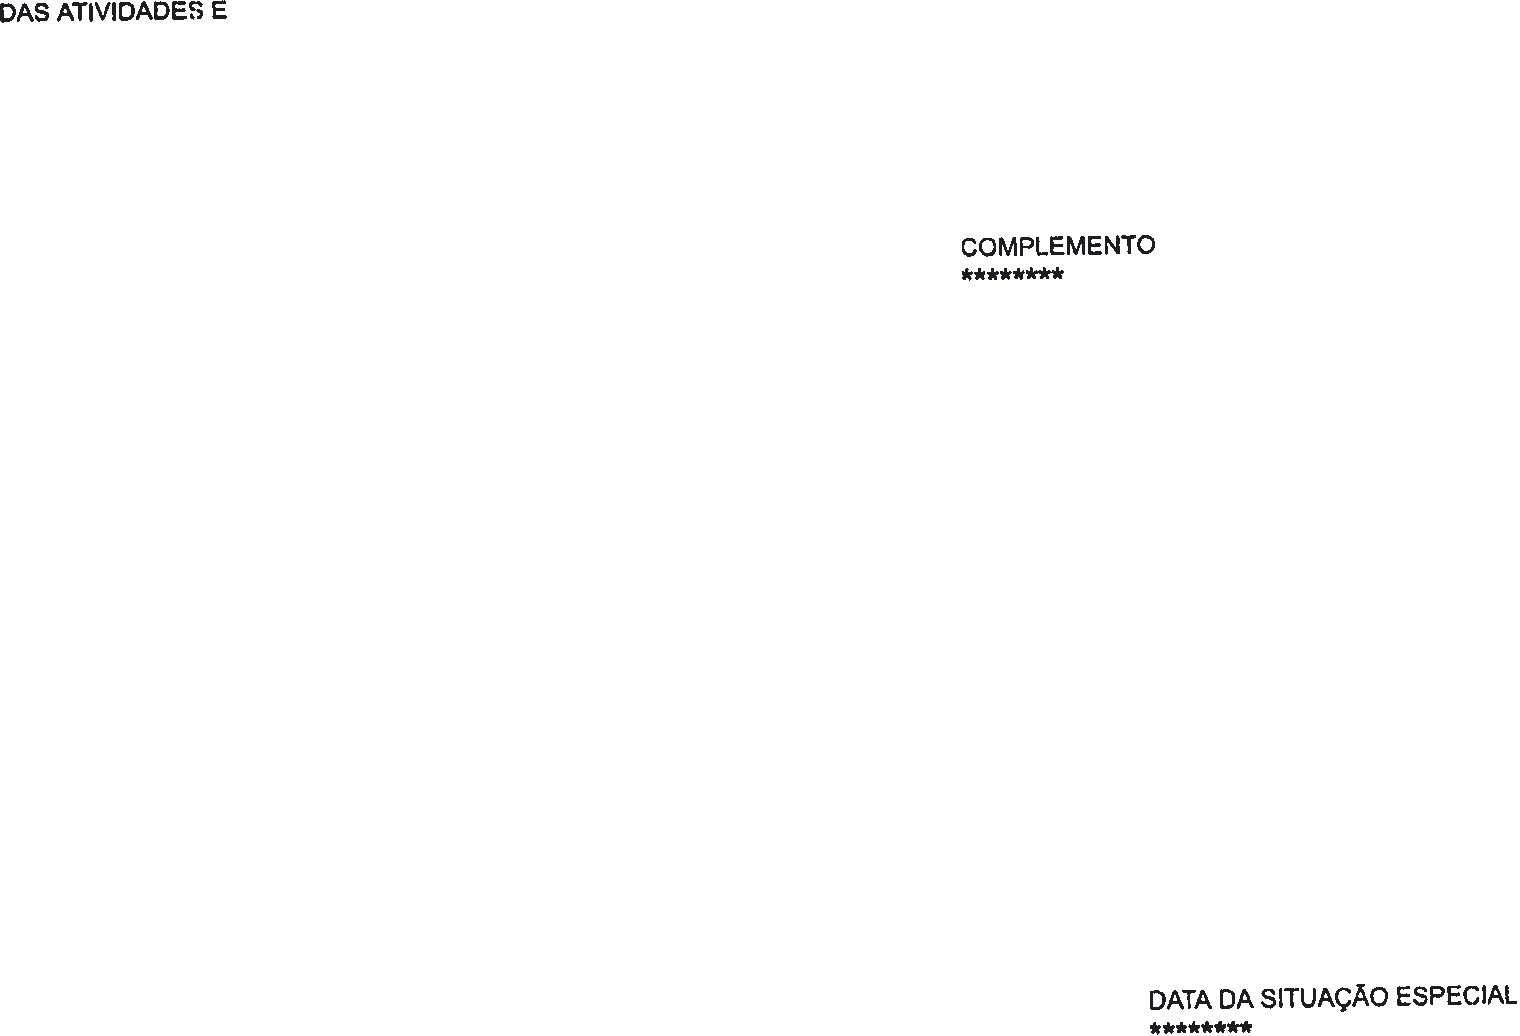 DAS ATIVIDADES E
COMPLEMENTO
********
DATA DA SITUAÇÃO ESPECIAL
********